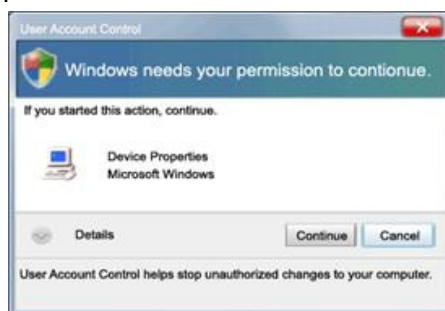 User Account Control
Windows needs your permission to contionue.
If you started this action, continue.
Device Properties
Microsoft Windows
Details
Continue
Cancel
User Account Control helps stop unauthorized changes to your computer.